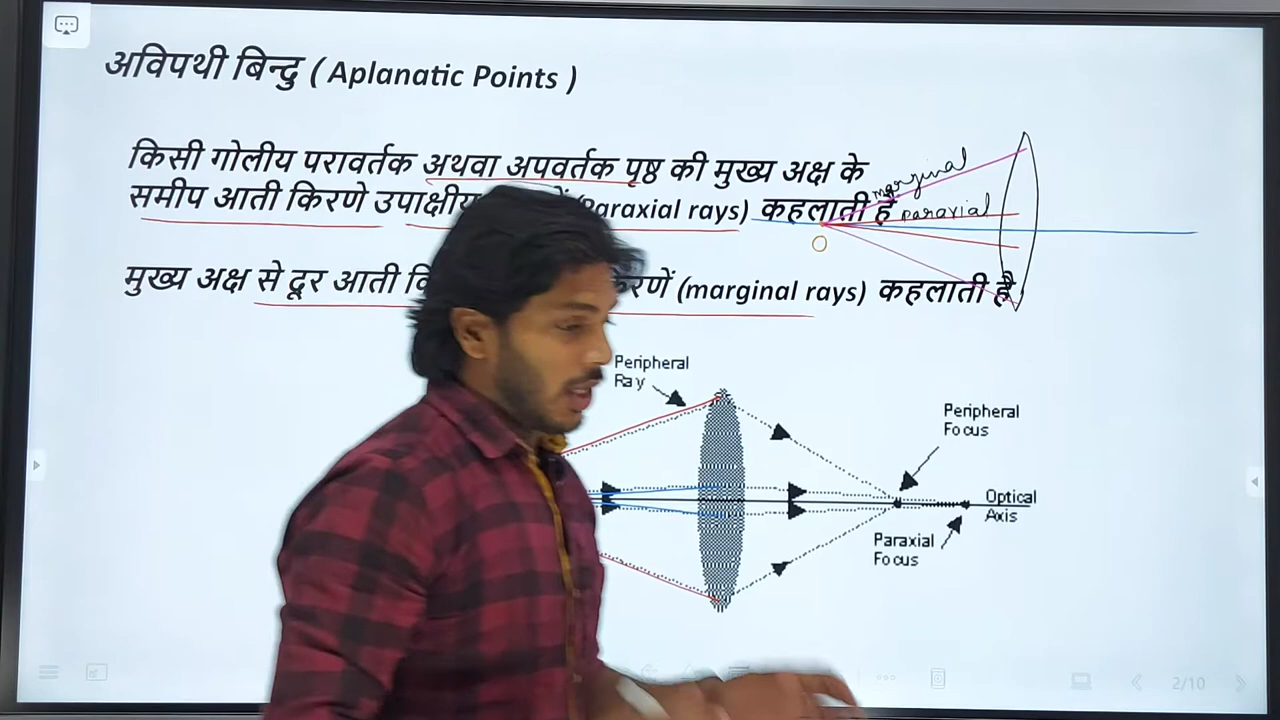 अविपथी बिन्दु ( Aplanatic Points )
किसी गोलीय परावर्तक अथवा अपवर्तक पृष्ठ की मुख्य अक्ष के
समीप आती किरणे उपाक्षीय (Paraxial rays) कहलाती है
marginal
paraxial
O
मुख्य अक्ष से दूर आती (marginal rays) कहलाती है
Peripheral
Ray
Peripheral
Focus
Optical
Axis
Paraxial
Focus
2/10